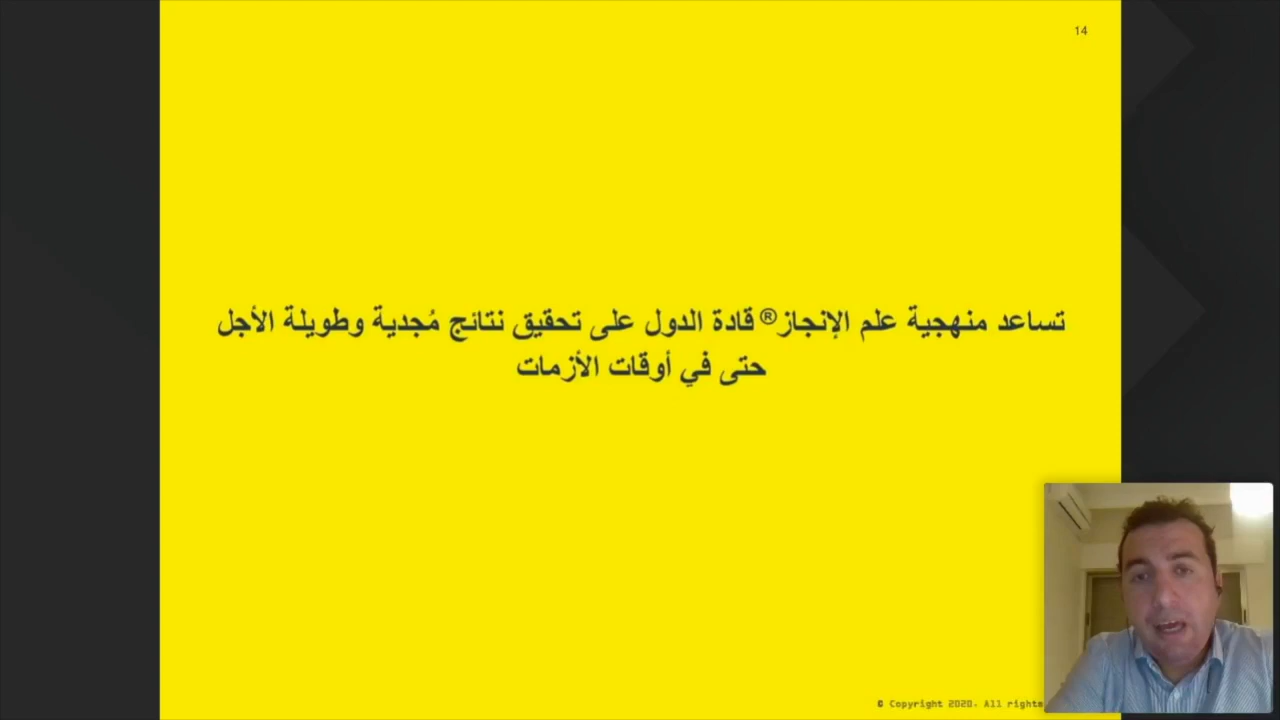 14
تساعد منهجية علم الإنجاز® قادة الدول على تحقيق نتائج مُجدية وطويلة الأجل
حتى في أوقات الأزمات
© Copyright 2020. All rights